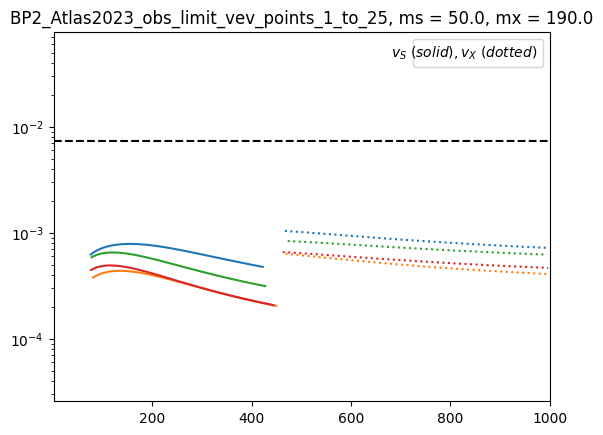 BP2_Atlas2023_obs_limit_vev_points_1_to_25, ms = 50.0, mx = 190.0
v_S (solid), v_X (dotted)
10^{-2}
10^{-3}
10^{-4}
200 400 600 800 1000